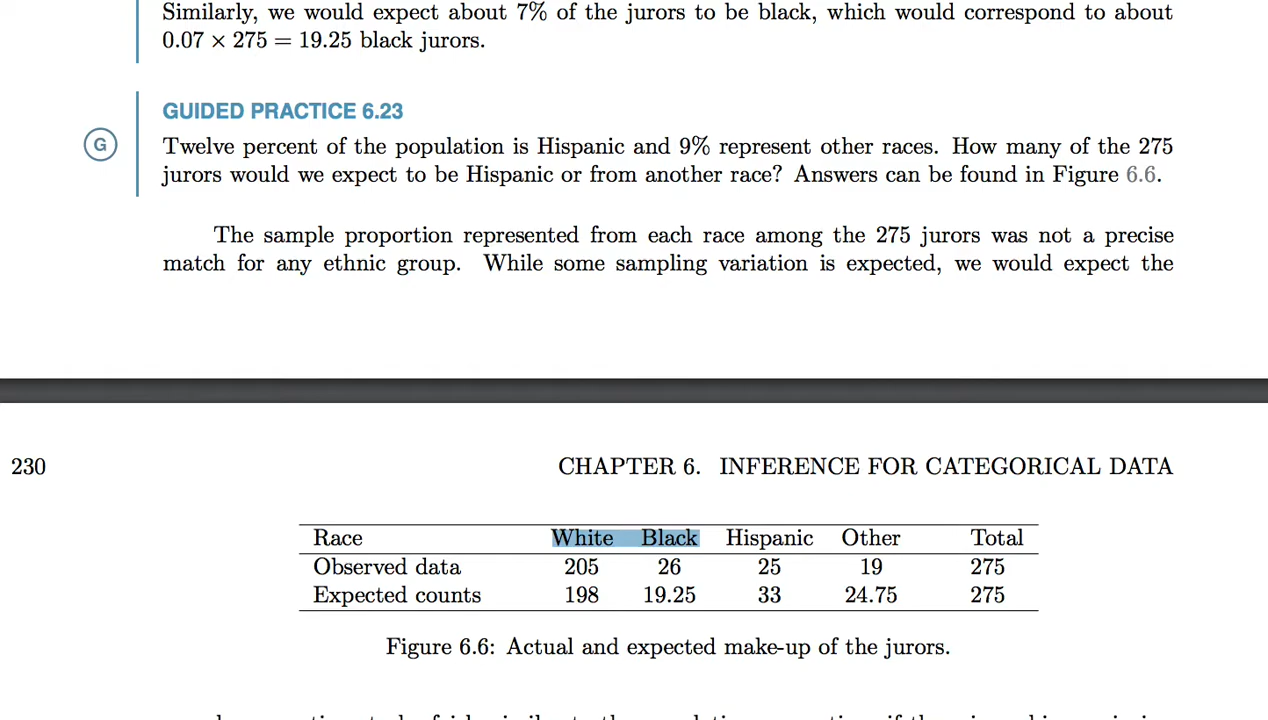 Similarly, we would expect about 7% of the jurors to be black, which would correspond to about
0.07 × 275 = 19.25 black jurors.
GUIDED PRACTICE 6.23
G
Twelve percent of the population is Hispanic and 9% represent other races. How many of the 275
jurors would we expect to be Hispanic or from another race? Answers can be found in Figure 6.6.
The sample proportion represented from each race among the 275 jurors was not a precise
match for any ethnic group. While some sampling variation is expected, we would expect the
230 CHAPTER 6. INFERENCE FOR CATEGORICAL DATA
Race White Black Hispanic Other Total
Observed data 205 26 25 19 275
Expected counts 198 19.25 33 24.75 275
Figure 6.6: Actual and expected make-up of the jurors.